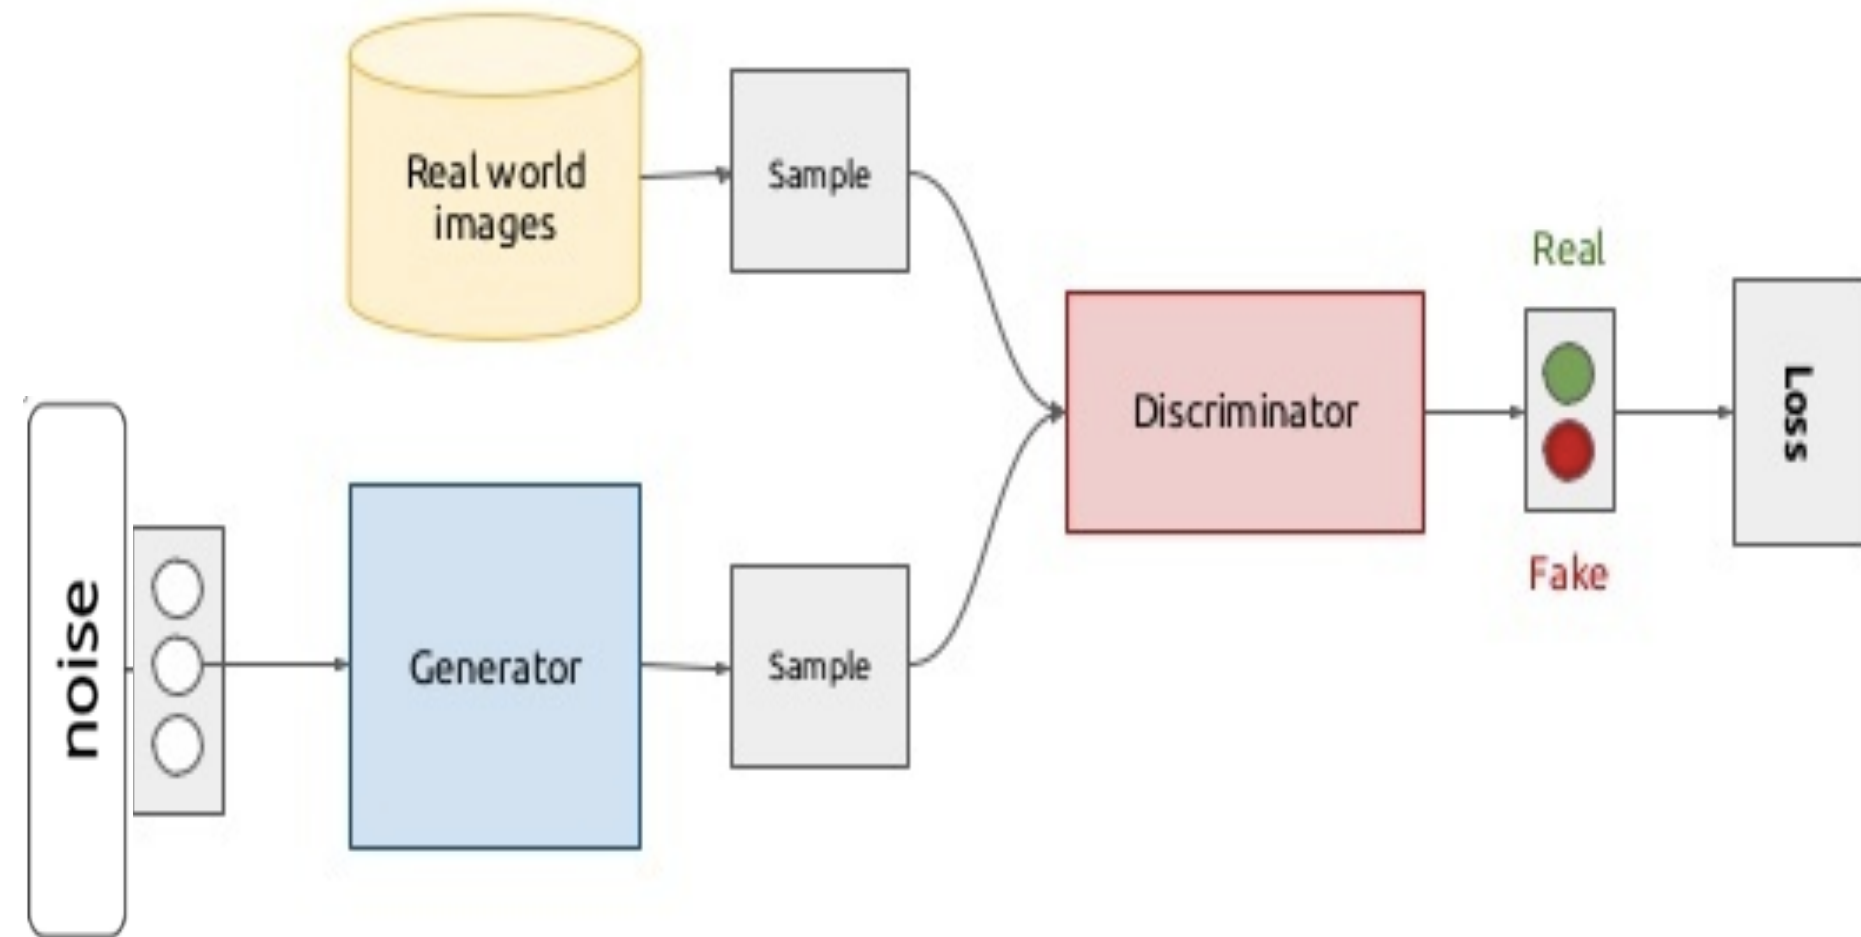 Real world
images
Sample
Real
Discriminator
Loss
Fake
noise
Generator
Sample